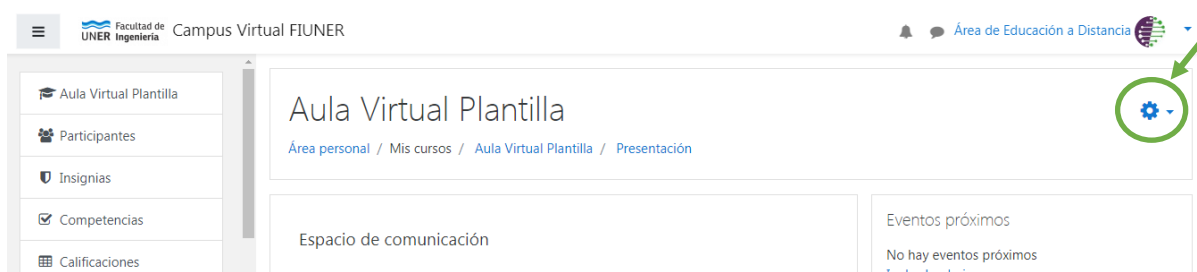 Facultad de
UNER Ingeniería
Campus Virtual FIUNER
Área de Educación a Distancia
Aula Virtual Plantilla
Participantes
Insignias
Competencias
Calificaciones
Aula Virtual Plantilla
Área personal / Mis cursos / Aula Virtual Plantilla / Presentación
Espacio de comunicación
Eventos próximos
No hay eventos próximos